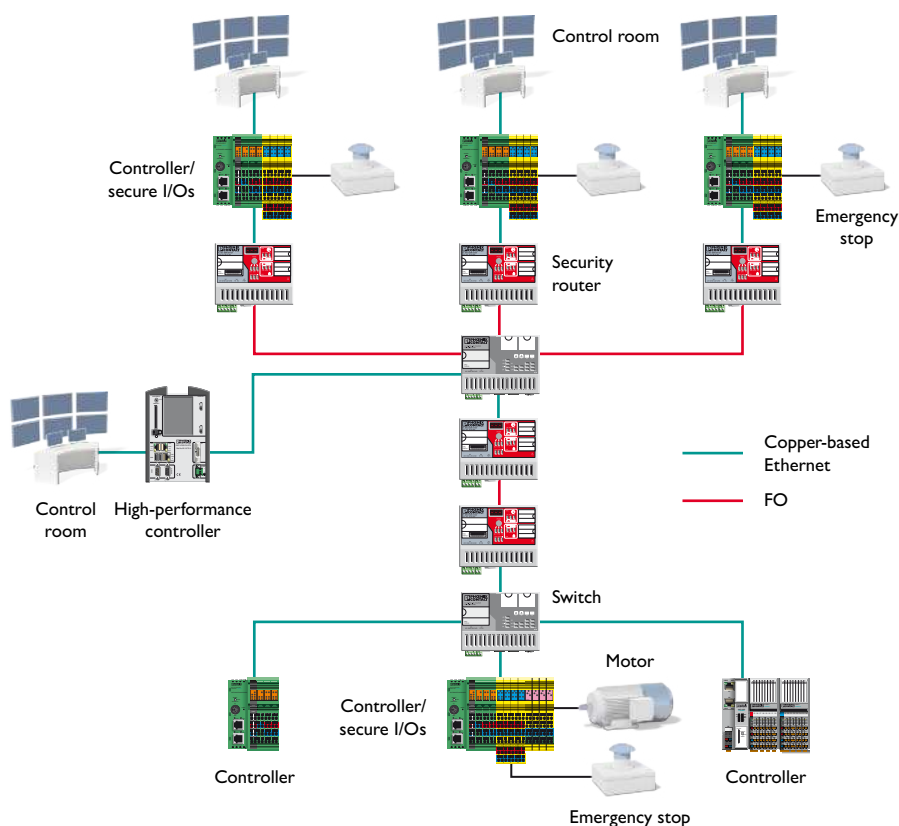 Control room
Controller/
secure I/Os
Emergency
stop
Security
router
Copper-based
Ethernet
FO
Control
room
High-performance
controller
Switch
Motor
Controller/
secure I/Os
Controller
Controller
Emergency stop